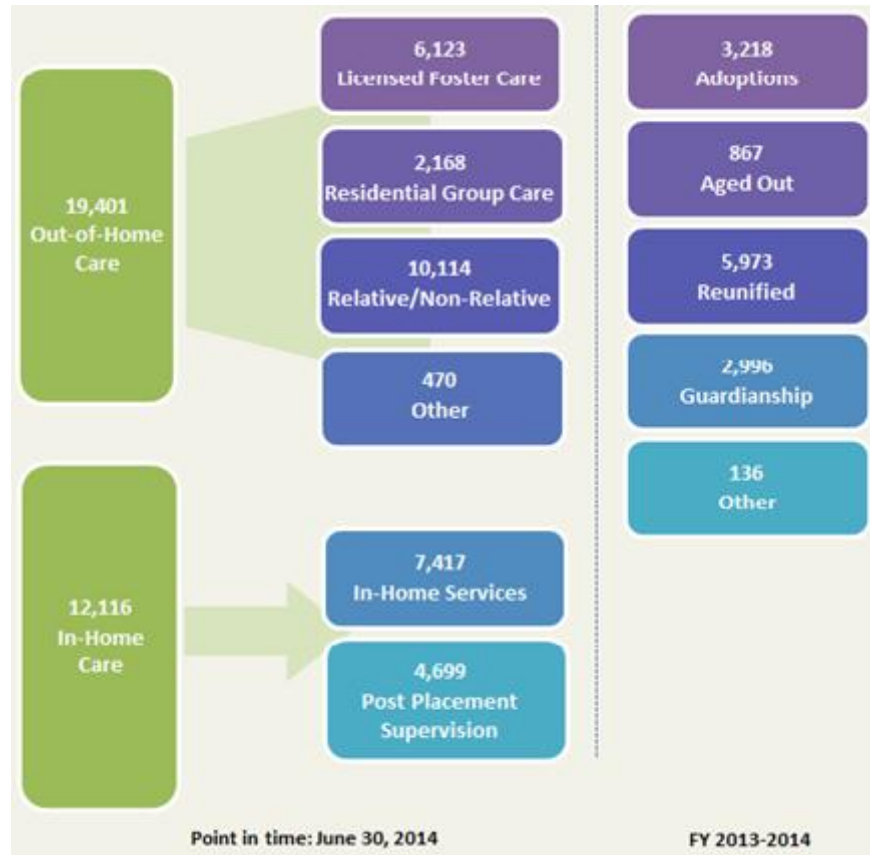 19,401
Out-of-Home
Care
6,123
Licensed Foster Care
2,168
Residential Group Care
10,114
Relative/Non-Relative
470
Other
12,116
In-Home
Care
7,417
In-Home Services
4,699
Post Placement
Supervision
Point in time: June 30, 2014
3,218
Adoptions
867
Aged Out
5,973
Reunified
2,996
Guardianship
136
Other
FY 2013-2014